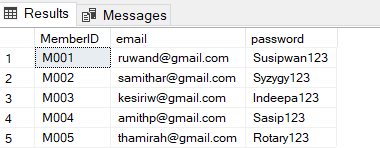 Results Messages
MemberID email password
1 M001 ruwand@gmail.com Susipwan123
2 M002 samithar@gmail.com Syzygy123
3 M003 kesiriw@gmail.com Indeepa123
4 M004 amithp@gmail.com Sasip123
5 M005 thamirah@gmail.com Rotary123